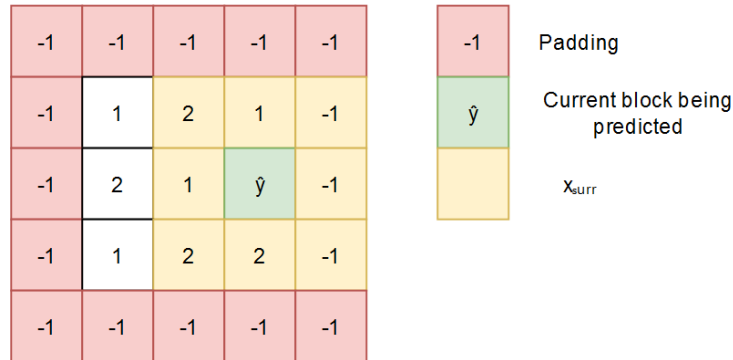 -1 -1 -1 -1 -1 -1 Padding
-1 1 2 1 -1 ŷ Current block being
predicted
-1 2 1 ŷ -1 xsurr
-1 1 2 2 -1
-1 -1 -1 -1 -1